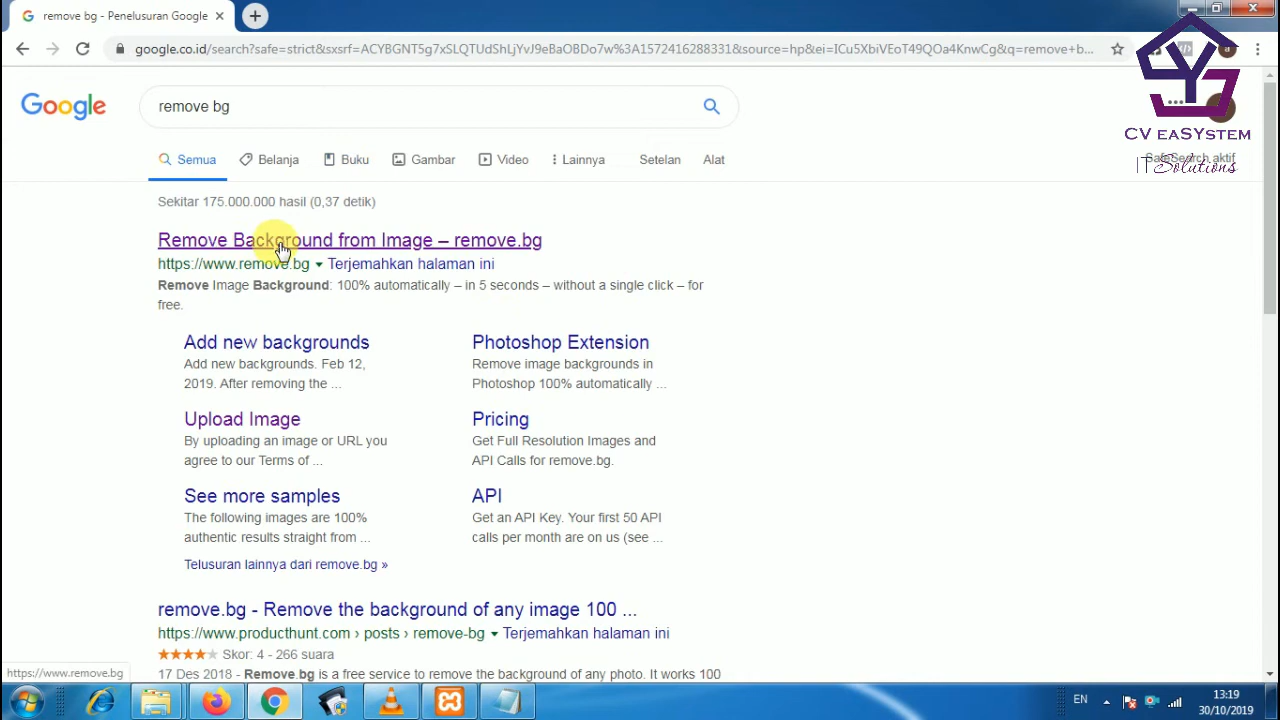 remove bg - Penelusuran Google
google.co.id/search?safe=strict&sxsrf=ACYBGNT5g7xSLQTUdShLjYvJ9eBaOBDo7w%3A1572416288331&source=hp&ei=ICu5XbiVEoT49QOa4KnwCg&q=remove+b...
Google
remove bg
CV eaSYstem
IT Solutions
SafeSearch aktif
Semua
Belanja
Buku
Gambar
Video
Lainnya
Setelan
Alat
Sekitar 175.000.000 hasil (0,37 detik)
Remove Background from Image – remove.bg
https://www.remove.bg Terjemahkan halaman ini
Remove Image Background: 100% automatically – in 5 seconds – without a single click – for
free.
Add new backgrounds
Add new backgrounds. Feb 12,
2019. After removing the ...
Photoshop Extension
Remove image backgrounds in
Photoshop 100% automatically ...
Upload Image
By uploading an image or URL you
agree to our Terms of ...
Pricing
Get Full Resolution Images and
API Calls for remove.bg.
See more samples
The following images are 100%
authentic results straight from ...
API
Get an API Key. Your first 50 API
calls per month are on us (see ...
Telusuran lainnya dari remove.bg »
remove.bg - Remove the background of any image 100 ...
https://www.producthunt.com › posts › remove-bg Terjemahkan halaman ini
Skor: 4 - 266 suara
17 Des 2018 - Remove.bg is a free service to remove the background of any photo. It works 100
https://www.remove.bg
EN
13:19
30/10/2019